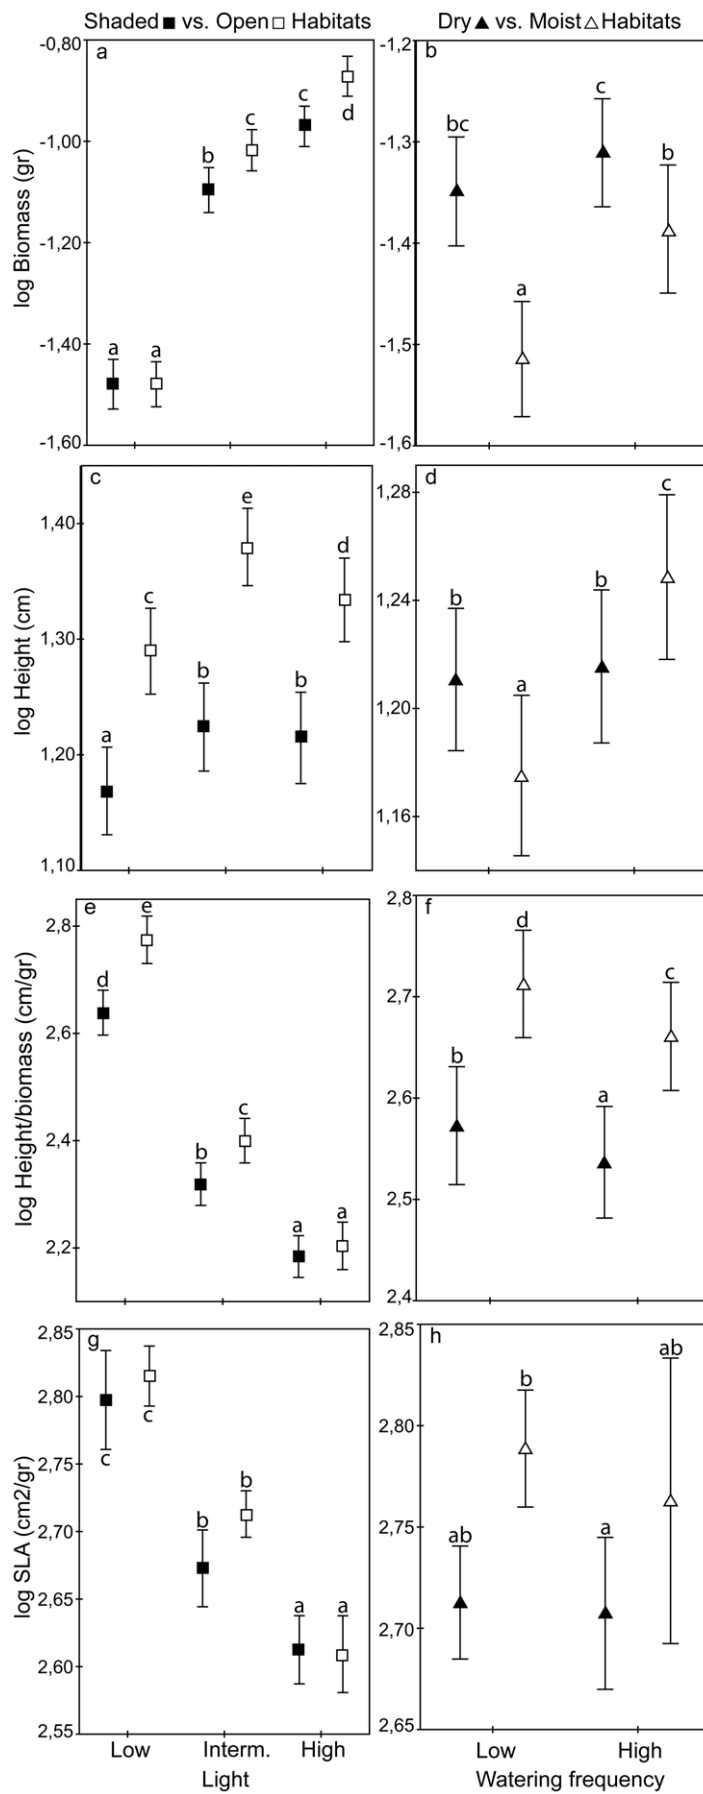 Shaded ■ vs. Open □ Habitats
Dry ▲ vs. Moist △ Habitats
a
-0,80
-1,00
-1,20
-1,40
-1,60
log Biomass (gr)
a
a
b
c
c
d
b
-1,2
-1,3
-1,4
-1,5
-1,6
bc
a
c
b
c
1,40
1,30
1,20
1,10
log Height (cm)
a
c
b
e
b
d
d
1,28
1,24
1,20
1,16
b
a
b
c
e
2,8
2,6
2,4
2,2
log Height/biomass (cm/gr)
d
e
b
c
a
a
f
2,8
2,7
2,6
2,5
2,4
b
d
a
c
g
2,85
2,80
2,75
2,70
2,65
2,60
2,55
log SLA (cm2/gr)
c
c
b
b
a
a
Low
Interm.
High
Light
h
2,85
2,80
2,75
2,70
2,65
ab
b
a
ab
Low
High
Watering frequency